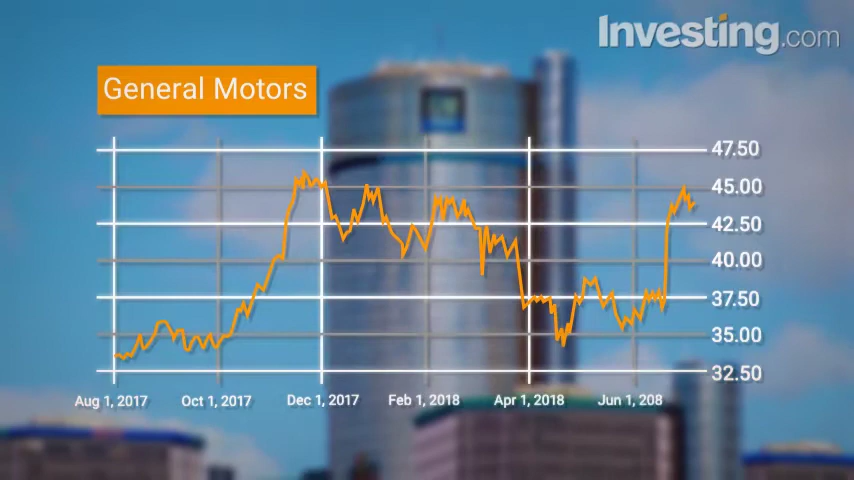 Investing.com
General Motors
47.50
45.00
42.50
40.00
37.50
35.00
32.50
Aug 1, 2017 Oct 1, 2017 Dec 1, 2017 Feb 1, 2018 Apr 1, 2018 Jun 1, 208